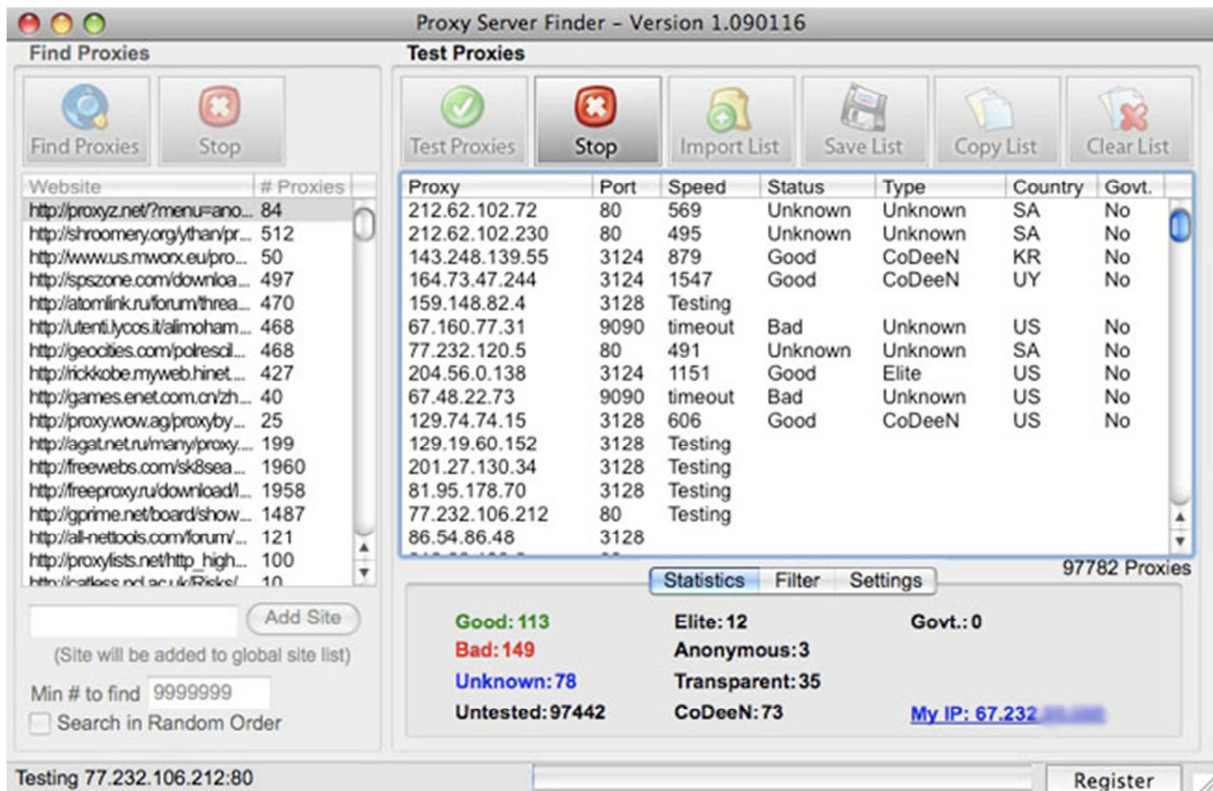 Proxy Server Finder – Version 1.090116
Find Proxies
Find Proxies Stop
Website # Proxies
http://proxyz.net/?menu=ano... 84
http://shroomery.org/ythan/pr... 512
http://www.us.mworx.eu/pro... 50
http://spszone.com/downloa... 497
http://atomlink.ru/forum/threa... 470
http://utenti.lycos.it/alimoham... 468
http://geocities.com/polrescil... 468
http://rickkobe.myweb.hinet.... 427
http://games.enet.com.cn/zh... 40
http://proxy.wow.ag/proxyby... 25
http://agat.net.ru/many/proxy.... 199
http://freewebs.com/sk8sea... 1960
http://freeproxy.ru/download/l... 1958
http://gprime.net/board/show... 1487
http://all-nettools.com/forum/... 121
http://proxylists.net/http_high... 100
http://catless.ncl.ac.uk/Risks/ 10
Add Site
(Site will be added to global site list)
Min # to find 9999999
Search in Random Order
Test Proxies
Test Proxies Stop Import List Save List Copy List Clear List
Proxy Port Speed Status Type Country Govt.
212.62.102.72 80 569 Unknown Unknown SA No
212.62.102.230 80 495 Unknown Unknown SA No
143.248.139.55 3124 879 Good CoDeeN KR No
164.73.47.244 3124 1547 Good CoDeeN UY No
159.148.82.4 3128 Testing
67.160.77.31 9090 timeout Bad Unknown US No
77.232.120.5 80 491 Unknown Unknown SA No
204.56.0.138 3124 1151 Good Elite US No
67.48.22.73 9090 timeout Bad Unknown US No
129.74.74.15 3128 606 Good CoDeeN US No
129.19.60.152 3128 Testing
201.27.130.34 3128 Testing
81.95.178.70 3128 Testing
77.232.106.212 80 Testing
86.54.86.48 3128
97782 Proxies
Statistics Filter Settings
Good: 113 Elite: 12 Govt.: 0
Bad: 149 Anonymous: 3
Unknown: 78 Transparent: 35
Untested: 97442 CoDeeN: 73 My IP: 67.232
Testing 77.232.106.212:80
Register